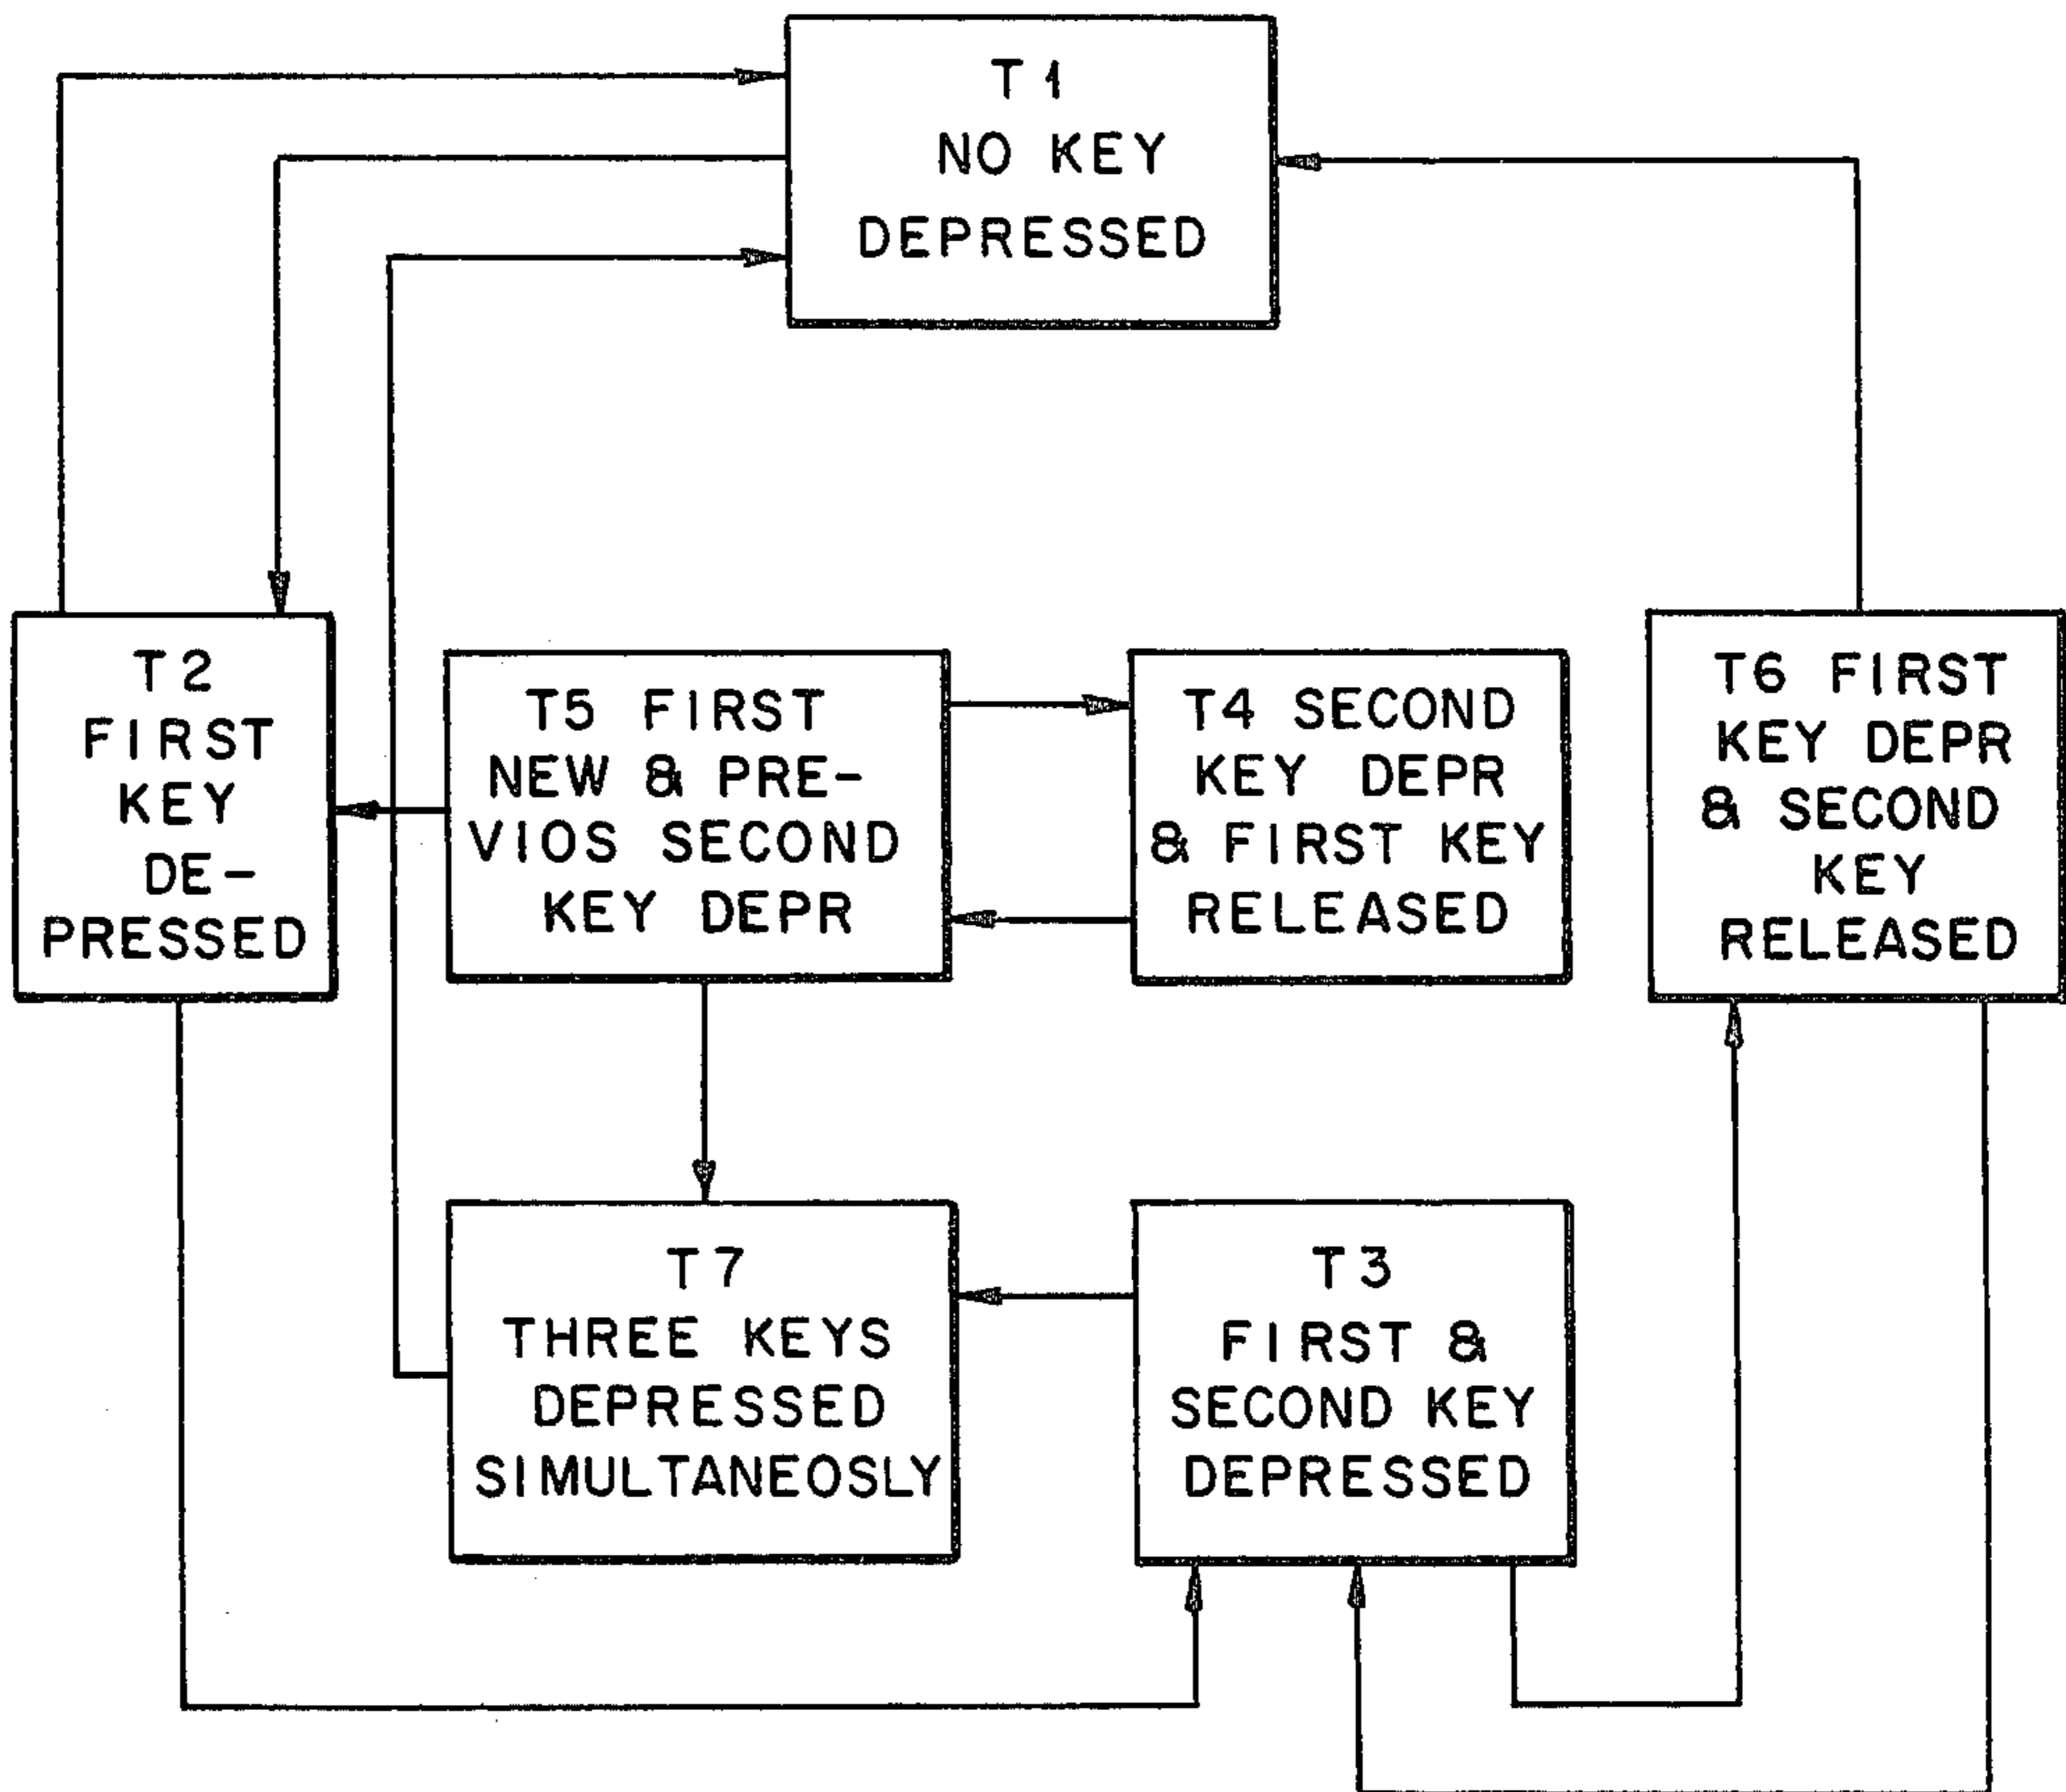 T1
NO KEY
DEPRESSED
T2
FIRST
KEY
DE-
PRESSED
T5 FIRST
NEW & PRE-
VIOS SECOND
KEY DEPR
T4 SECOND
KEY DEPR
& FIRST KEY
RELEASED
T6 FIRST
KEY DEPR
& SECOND
KEY
RELEASED
T7
THREE KEYS
DEPRESSED
SIMULTANEOSLY
T3
FIRST &
SECOND KEY
DEPRESSED